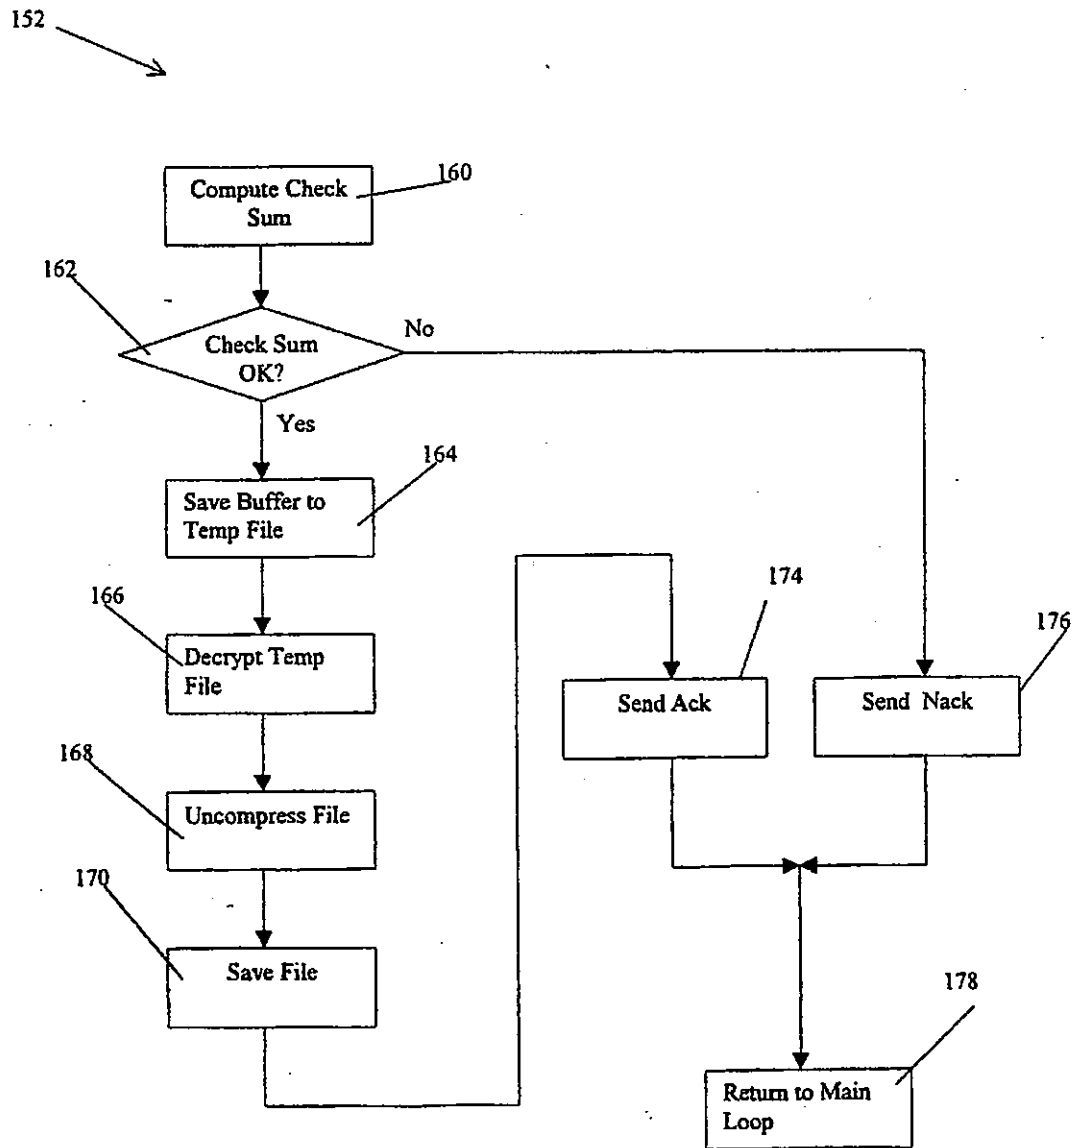 152
160
Compute Check
Sum
162
No
Check Sum
OK?
Yes
164
Save Buffer to
Temp File
174
166
176
Decrypt Temp
File
Send Ack
Send Nack
168
Uncompress File
170
Save File
178
Return to Main
Loop